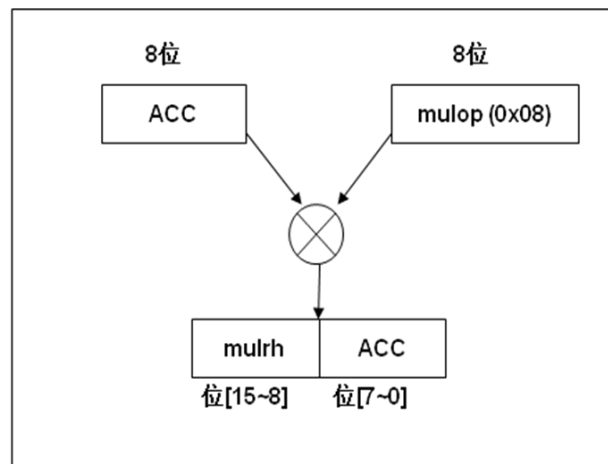 8位 8位
ACC mulop (0x08)
mulrh ACC
位[15~8] 位[7~0]